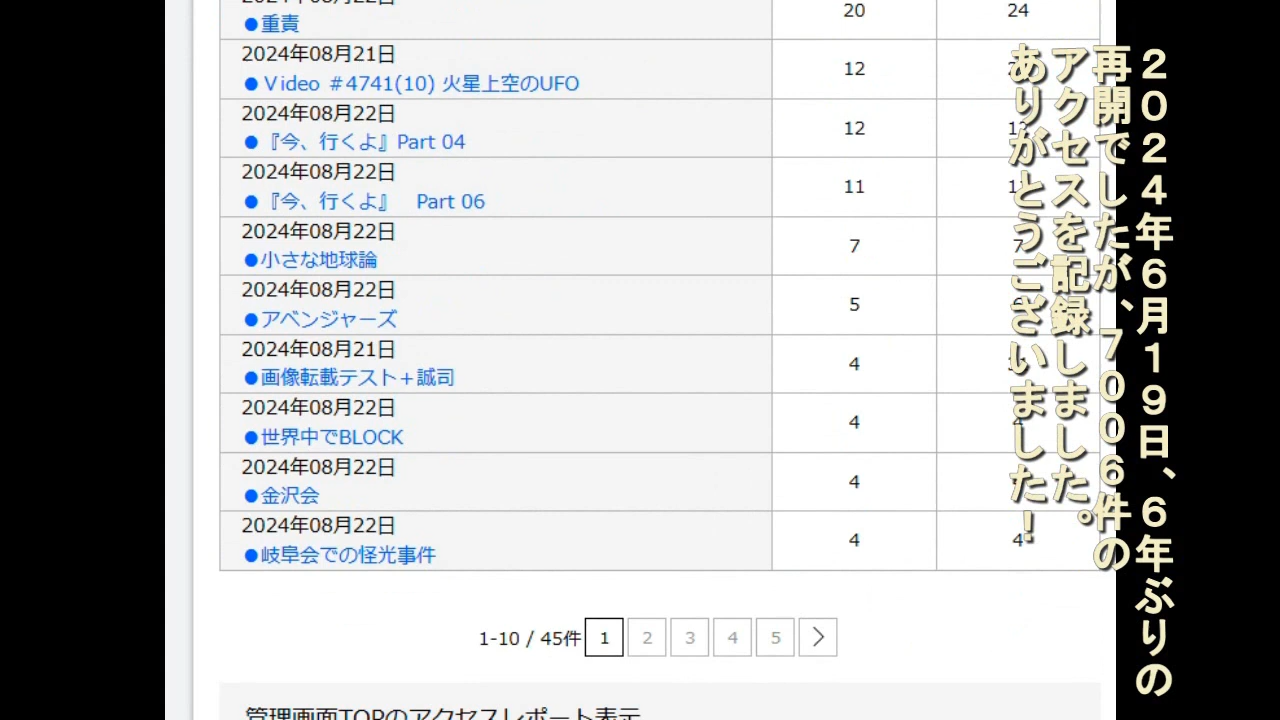 ●重責
20
24
2024年08月21日
●Ｖideo ＃4741(10) 火星上空のUFO
12
2024年08月22日
●『今、行くよ』Part 04
12
2024年08月22日
●『今、行くよ』　Part 06
11
2024年08月22日
●小さな地球論
7
7
2024年08月22日
●アベンジャーズ
5
2024年08月21日
●画像転載テスト＋誠司
4
2024年08月22日
●世界中でBLOCK
4
2024年08月22日
●金沢会
4
2024年08月22日
●岐阜会での怪光事件
4
4
1-10 / 45件 1 2 3 4 5
管理画面TOPのアクセスレポート表示
２０２４年６月１９日、６年ぶりの
再開でしたが、７００６件の
アクセスを記録しました。
ありがとうございました！